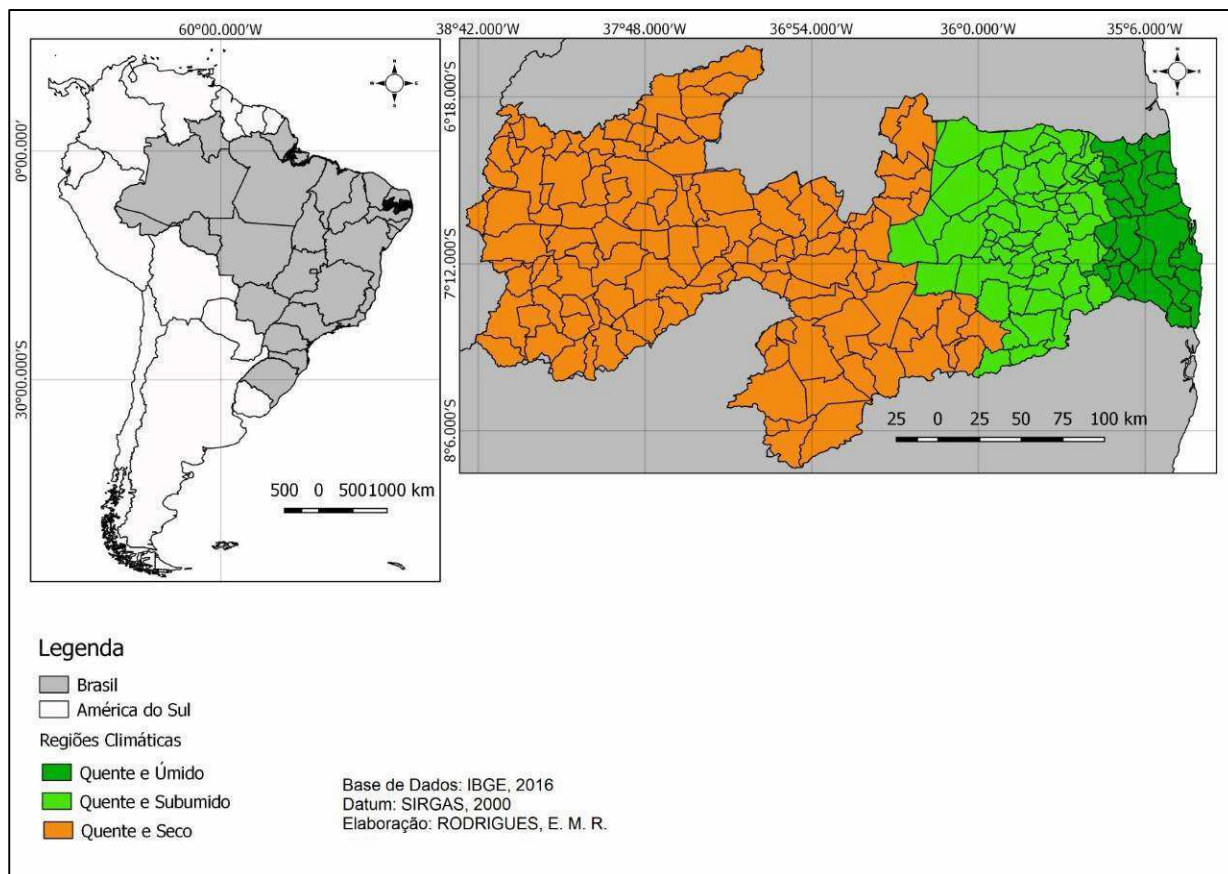 60°00.000'W
38°42.000'W 37°48.000'W 36°54.000'W 36°0.000'W 35°6.000'W
0°00.000'
30°00.000'S
6°18.000'S
7°12.000'S
8°6.000'S
500 0 5001000 km
25 0 25 50 75 100 km
Legenda
Brasil
América do Sul
Regiões Climáticas
Quente e Úmido
Quente e Subumido
Quente e Seco
Base de Dados: IBGE, 2016
Datum: SIRGAS, 2000
Elaboração: RODRIGUES, E. M. R.